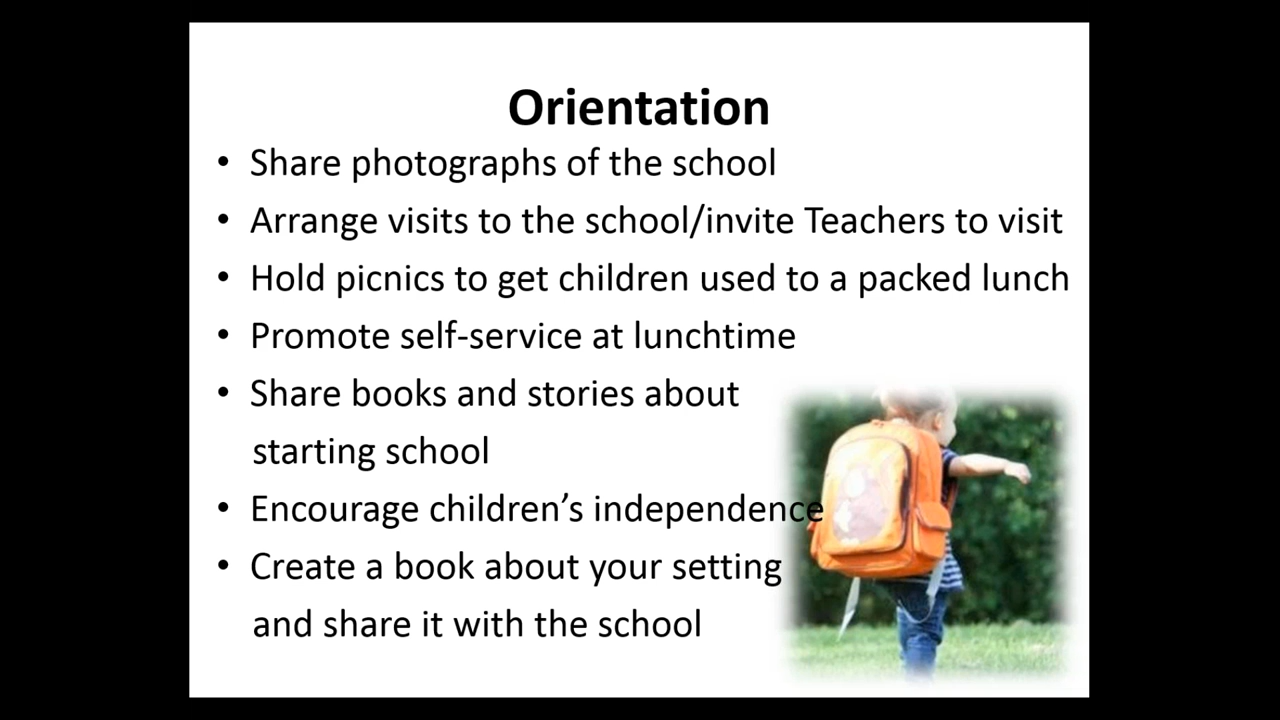 Orientation
• Share photographs of the school
• Arrange visits to the school/invite Teachers to visit
• Hold picnics to get children used to a packed lunch
• Promote self-service at lunchtime
• Share books and stories about
starting school
• Encourage children’s independence
• Create a book about your setting
and share it with the school